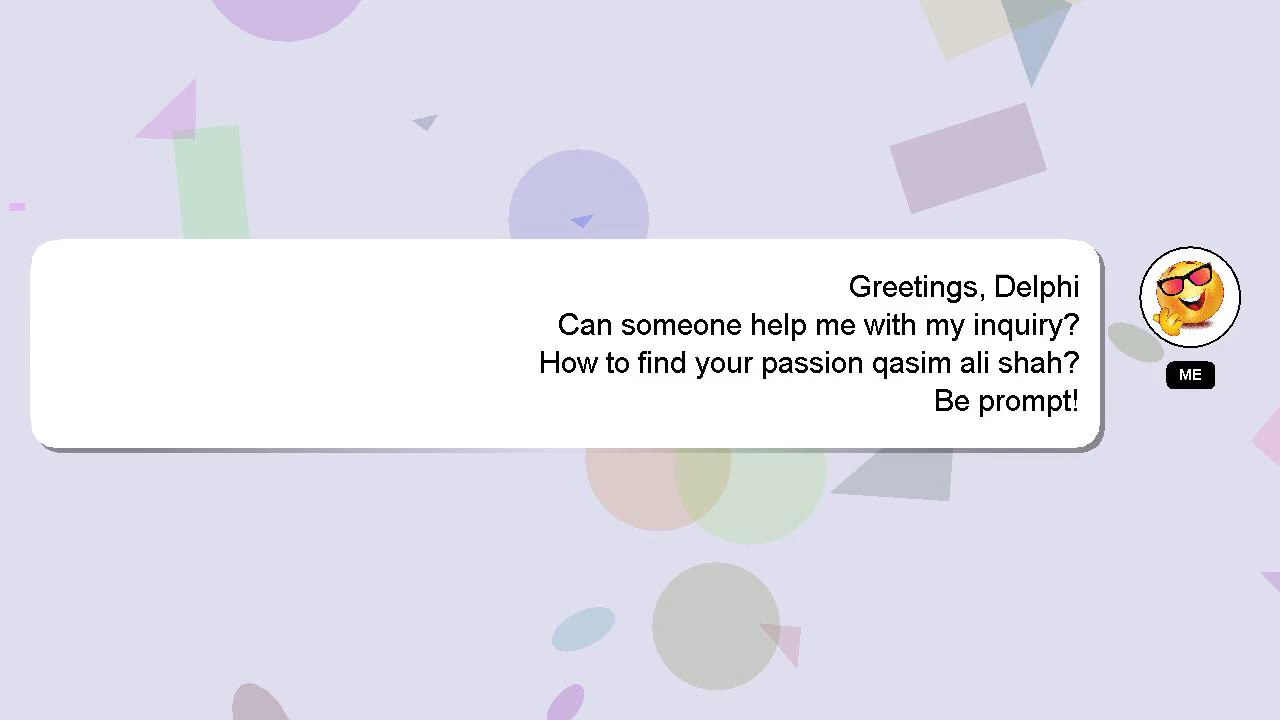 Greetings, Delphi
Can someone help me with my inquiry?
How to find your passion qasim ali shah?
Be prompt!
ME